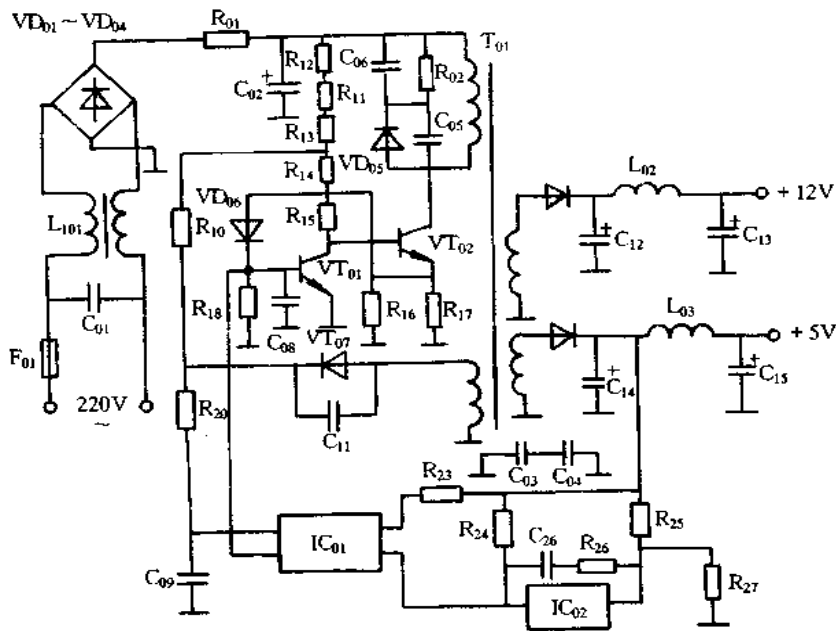 VD₀₁～VD₀₄
R₀₁
T₀₁
R₁₂
C₀₆
R₀₂
C₀₂
+
R₁₁
R₁₃
C₀₅
VD₀₅
R₁₄
L₁₀₁
R₁₀
VD₀₆
R₁₅
VT₀₂
VT₀₁
L₀₂
+12V
+
C₁₂
+
C₁₃
C₀₁
R₁₈
C₀₈
VT₀₇
R₁₆
R₁₇
F₀₁
L₀₃
+5V
+
C₁₄
+
C₁₅
220V
~
R₂₀
C₁₁
C₀₃
C₀₄
R₂₃
R₂₄
R₂₅
IC₀₁
C₂₆
R₂₆
C₀₉
IC₀₂
R₂₇